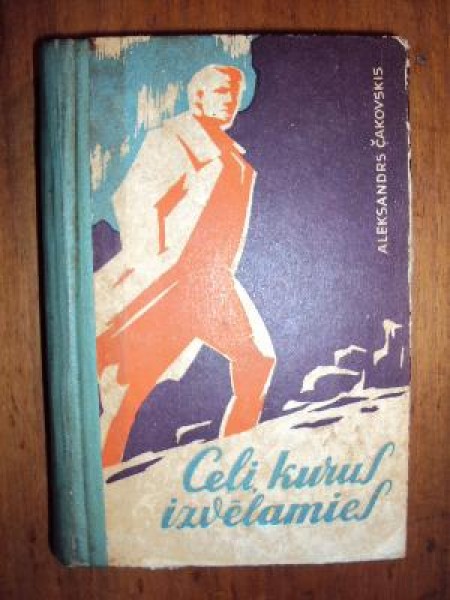 ALEKSANDRS ČAKOVSKIS
Ceļi, kurus
izvēlamies